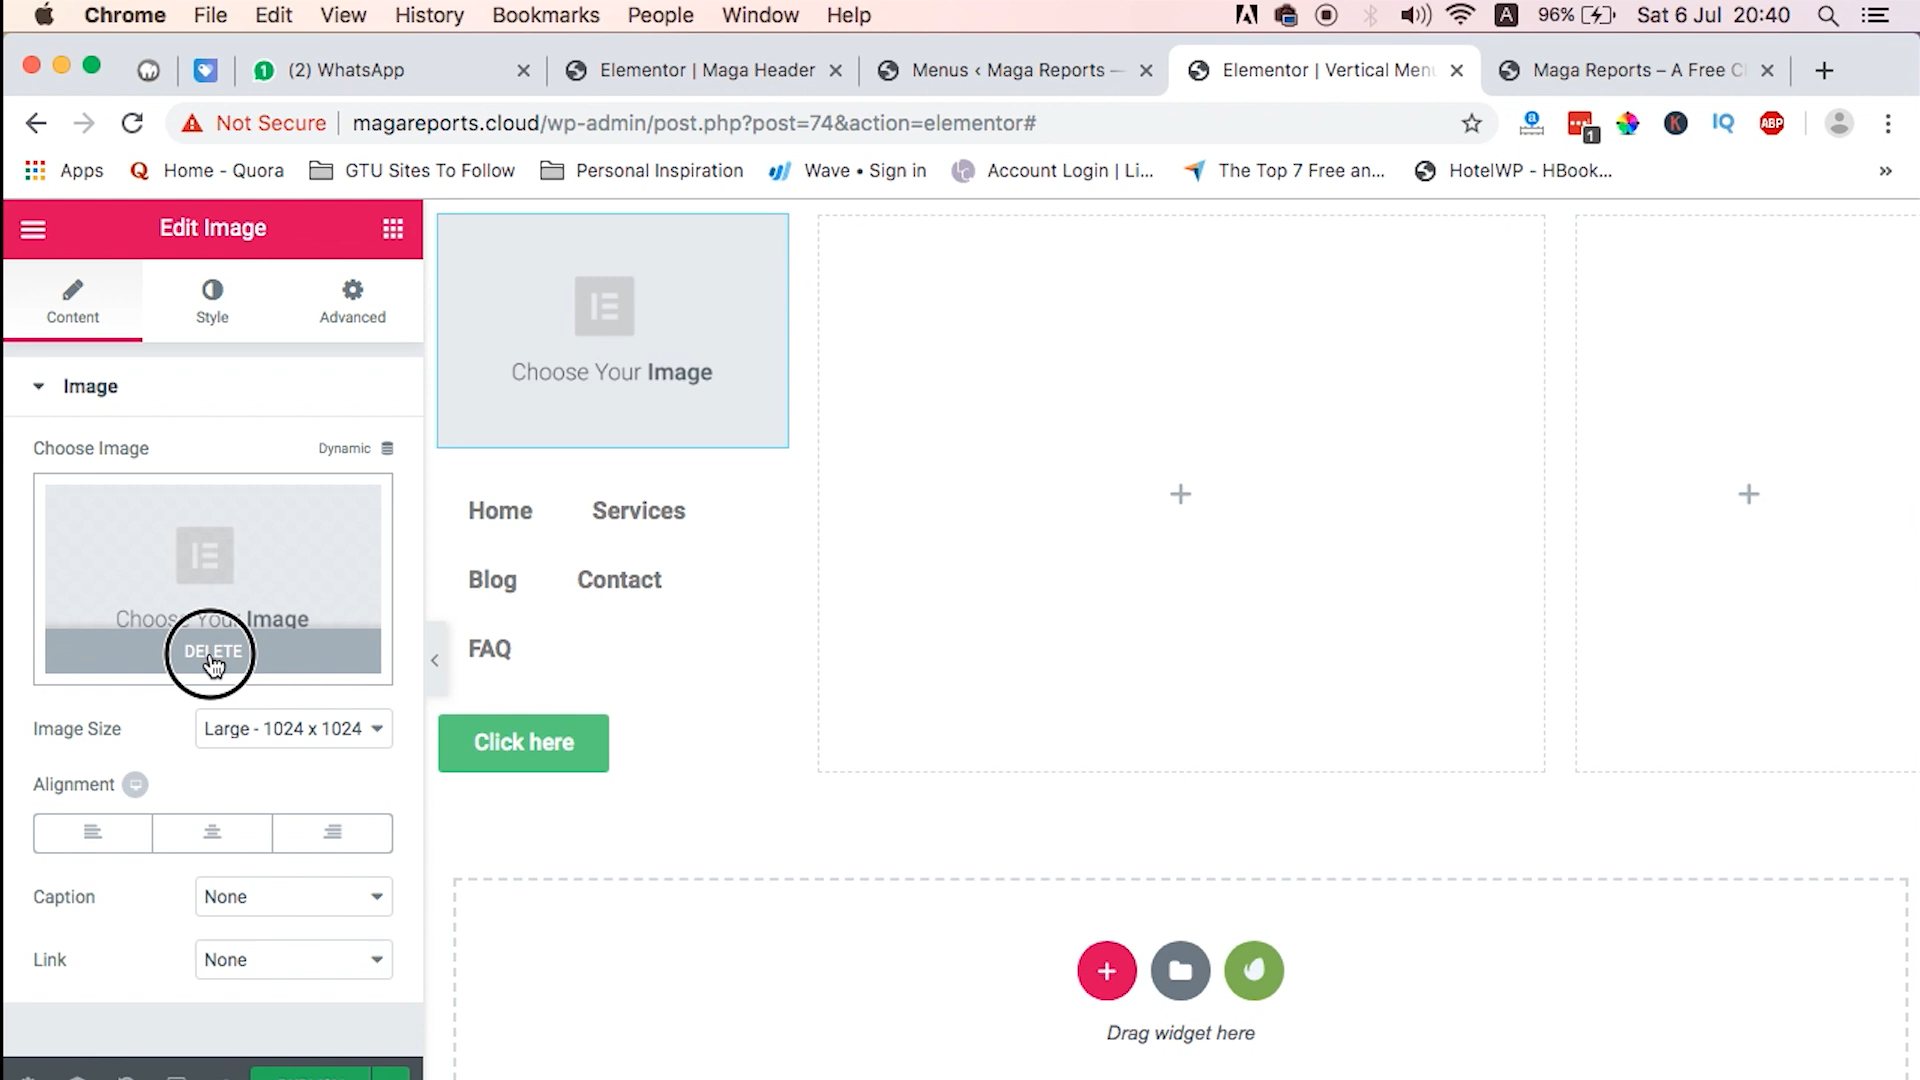 Chrome File Edit View History Bookmarks People Window Help A 96% Sat 6 Jul 20:40
1 (2) WhatsApp Elementor | Maga Header Menus ‹ Maga Reports — Elementor | Vertical Menu Maga Reports – A Free C
Not Secure magareports.cloud/wp-admin/post.php?post=74&action=elementor# a 1 K IQ ABP
Apps Q Home - Quora GTU Sites To Follow Personal Inspiration Wave • Sign in Account Login | Li... The Top 7 Free an... HotelWP - HBook... »
Edit Image
Content Style Advanced
Image
Choose Image Dynamic
Choose Your Image
DELETE
Image Size Large - 1024 x 1024
Alignment
Caption None
Link None
Choose Your Image
Home Services
Blog Contact
FAQ
Click here
Drag widget here